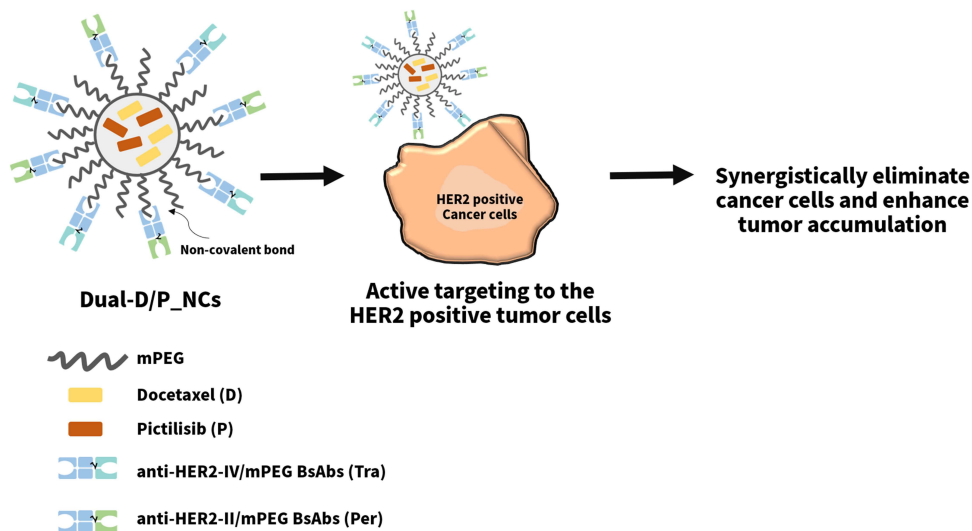 Non-covalent bond
Dual-D/P_NCs
HER2 positive
Cancer cells
Active targeting to the
HER2 positive tumor cells
Synergistically eliminate
cancer cells and enhance
tumor accumulation
mPEG
Docetaxel (D)
Pictilisib (P)
anti-HER2-IV/mPEG BsAbs (Tra)
anti-HER2-II/mPEG BsAbs (Per)